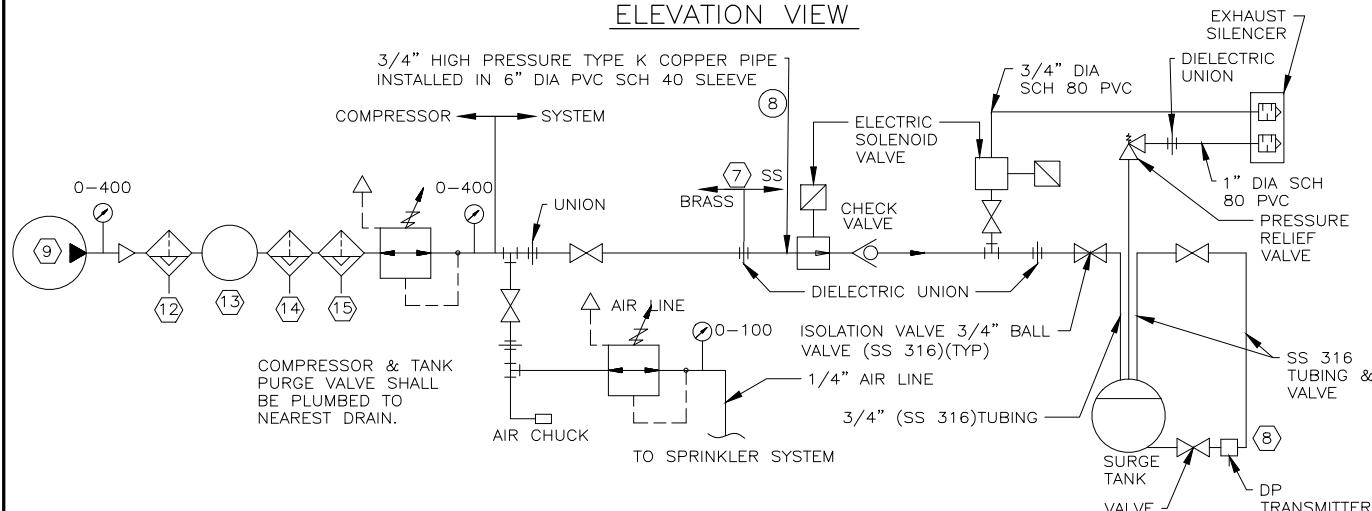 ELEVATION VIEW
EXHAUST
SILENCER
3/4" HIGH PRESSURE TYPE K COPPER PIPE
INSTALLED IN 6" DIA PVC SCH 40 SLEEVE
3/4" DIA
SCH 80 PVC
DIELECTRIC
UNION
8
COMPRESSOR
SYSTEM
ELECTRIC
SOLENOID
VALVE
0-400
0-400
UNION
7
SS
BRASS
CHECK
VALVE
1" DIA SCH
80 PVC
PRESSURE
RELIEF
VALVE
9
12
13
14
15
DIELECTRIC UNION
AIR LINE
0-100
ISOLATION VALVE 3/4" BALL
VALVE (SS 316)(TYP)
COMPRESSOR & TANK
PURGE VALVE SHALL
BE PLUMBED TO
NEAREST DRAIN.
1/4" AIR LINE
SS 316
TUBING &
VALVE
3/4" (SS 316)TUBING
AIR CHUCK
TO SPRINKLER SYSTEM
8
SURGE
TANK
VALVE
DP
TRANSMITTER